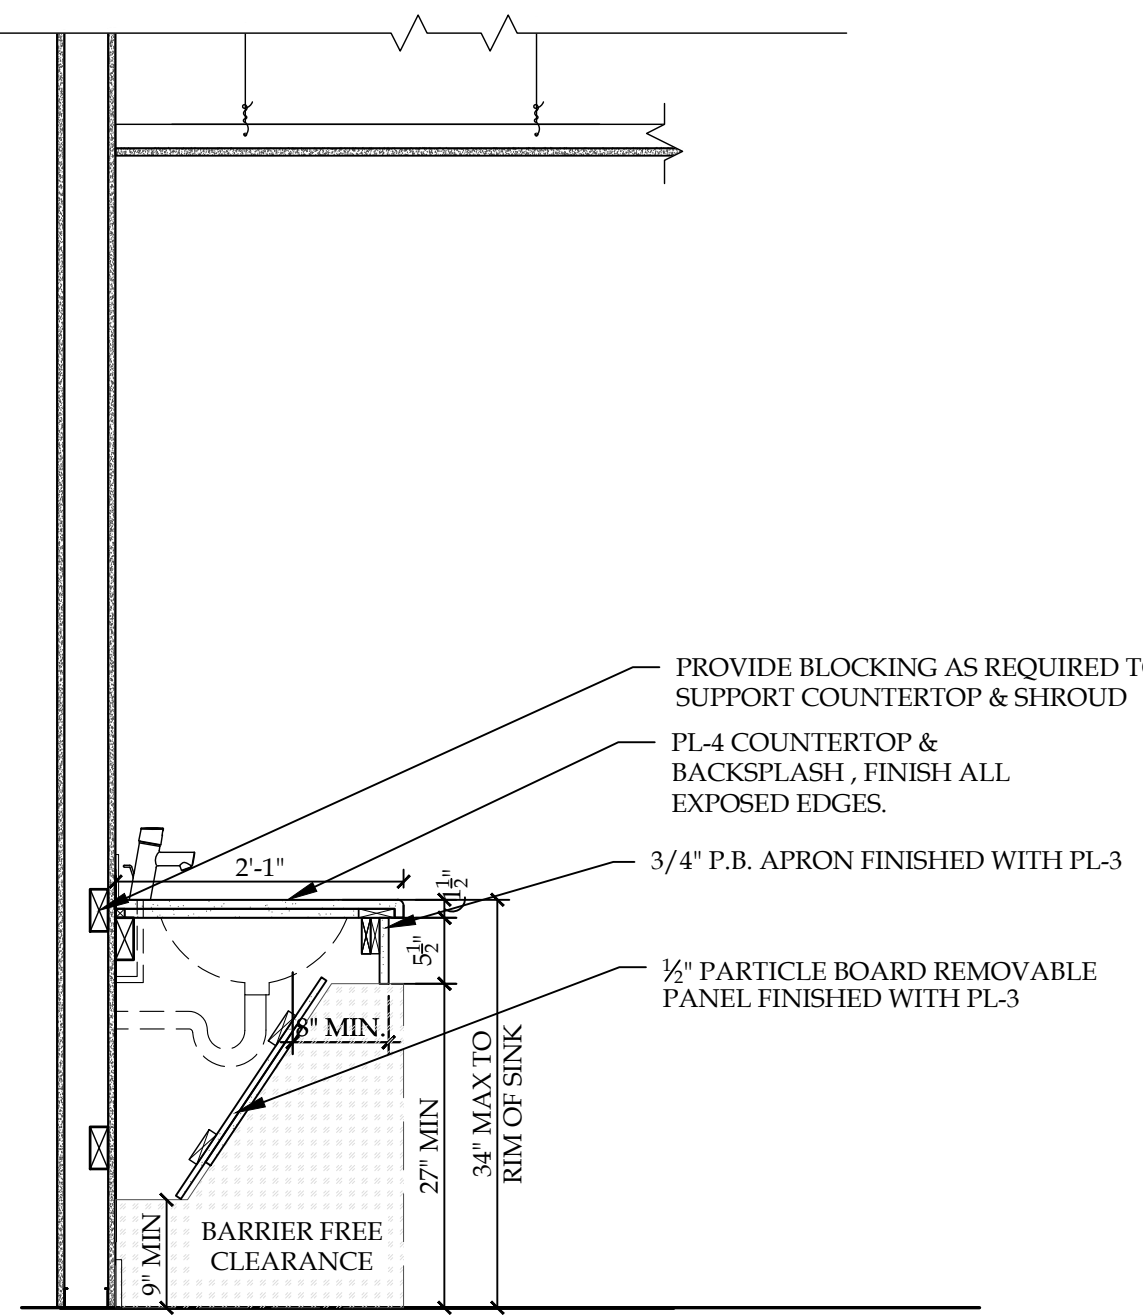 PROVIDE BLOCKING AS REQUIRED TO
SUPPORT COUNTERTOP & SHROUD
PL-4 COUNTERTOP &
BACKSPLASH , FINISH ALL
EXPOSED EDGES.
3/4" P.B. APRON FINISHED WITH PL-3
½" PARTICLE BOARD REMOVABLE
PANEL FINISHED WITH PL-3
2'-1"
1½"
5½"
8" MIN.
27" MIN
34" MAX TO
RIM OF SINK
9" MIN
BARRIER FREE
CLEARANCE